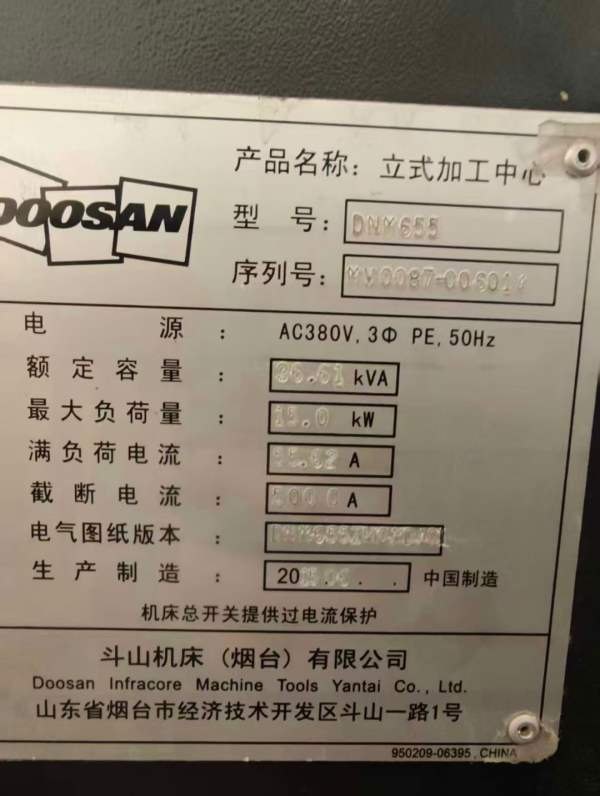 产品名称：立式加工中心
DOOSAN
型 号：DNM655
序列号：
电 源 ： AC380V, 3Φ PE, 50Hz
额定容量 ： kVA
最大负荷量 ： 15.0 kW
满负荷电流 ： A
截断电流 ： A
电气图纸版本 ：
生产制造 ： 20 . . 中国制造
机床总开关提供过电流保护
斗山机床（烟台）有限公司
Doosan Infracore Machine Tools Yantai Co., Ltd.
山东省烟台市经济技术开发区斗山一路1号
950209-06395, CHINA